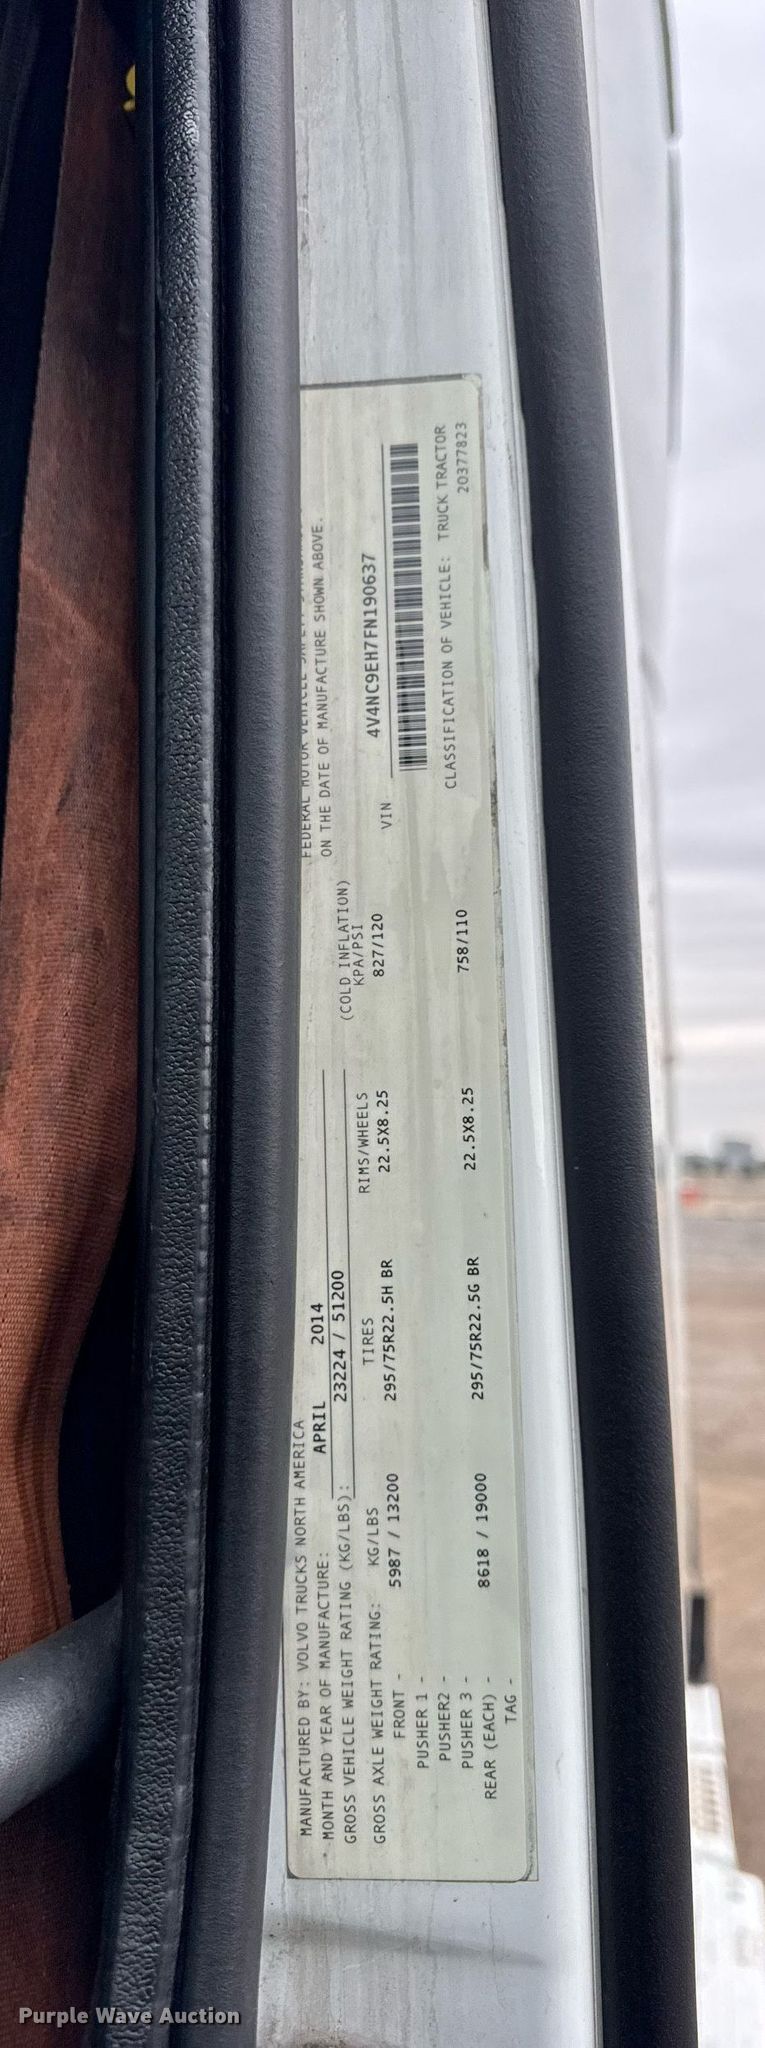 MANUFACTURED BY: VOLVO TRUCKS NORTH AMERICA
MONTH AND YEAR OF MANUFACTURE: APRIL 2014
GROSS VEHICLE WEIGHT RATING (KG/LBS): 23224 / 51200
GROSS AXLE WEIGHT RATING: KG/LBS TIRES RIMS/WHEELS (COLD INFLATION) KPA/PSI
FRONT - 5987 / 13200 295/75R22.5H BR 22.5X8.25 827/120
PUSHER 1 -
PUSHER2 -
PUSHER 3 -
REAR (EACH) - 8618 / 19000 295/75R22.5G BR 22.5X8.25 758/110
TAG -
FEDERAL MOTOR VEHICLE SAFETY
ON THE DATE OF MANUFACTURE SHOWN ABOVE.
VIN 4V4NC9EH7FN190637
CLASSIFICATION OF VEHICLE: TRUCK TRACTOR
20377823
Purple Wave Auction